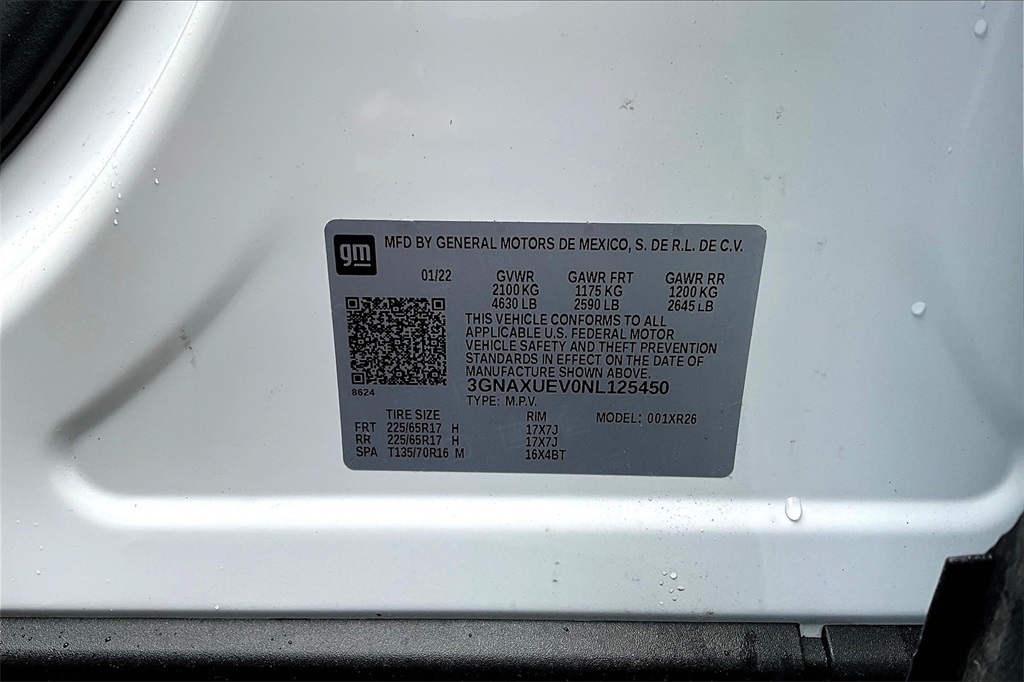 gm
MFD BY GENERAL MOTORS DE MEXICO, S. DE R.L. DE C.V.
01/22 GVWR GAWR FRT GAWR RR
2100 KG 1175 KG 1200 KG
4630 LB 2590 LB 2645 LB
THIS VEHICLE CONFORMS TO ALL
APPLICABLE U.S. FEDERAL MOTOR
VEHICLE SAFETY AND THEFT PREVENTION
STANDARDS IN EFFECT ON THE DATE OF
MANUFACTURE SHOWN ABOVE.
8624
3GNAXUEV0NL125450
TYPE: M.P.V.
TIRE SIZE RIM MODEL: 001XR26
FRT 225/65R17 H 17X7J
RR 225/65R17 H 17X7J
SPA T135/70R16 M 16X4BT